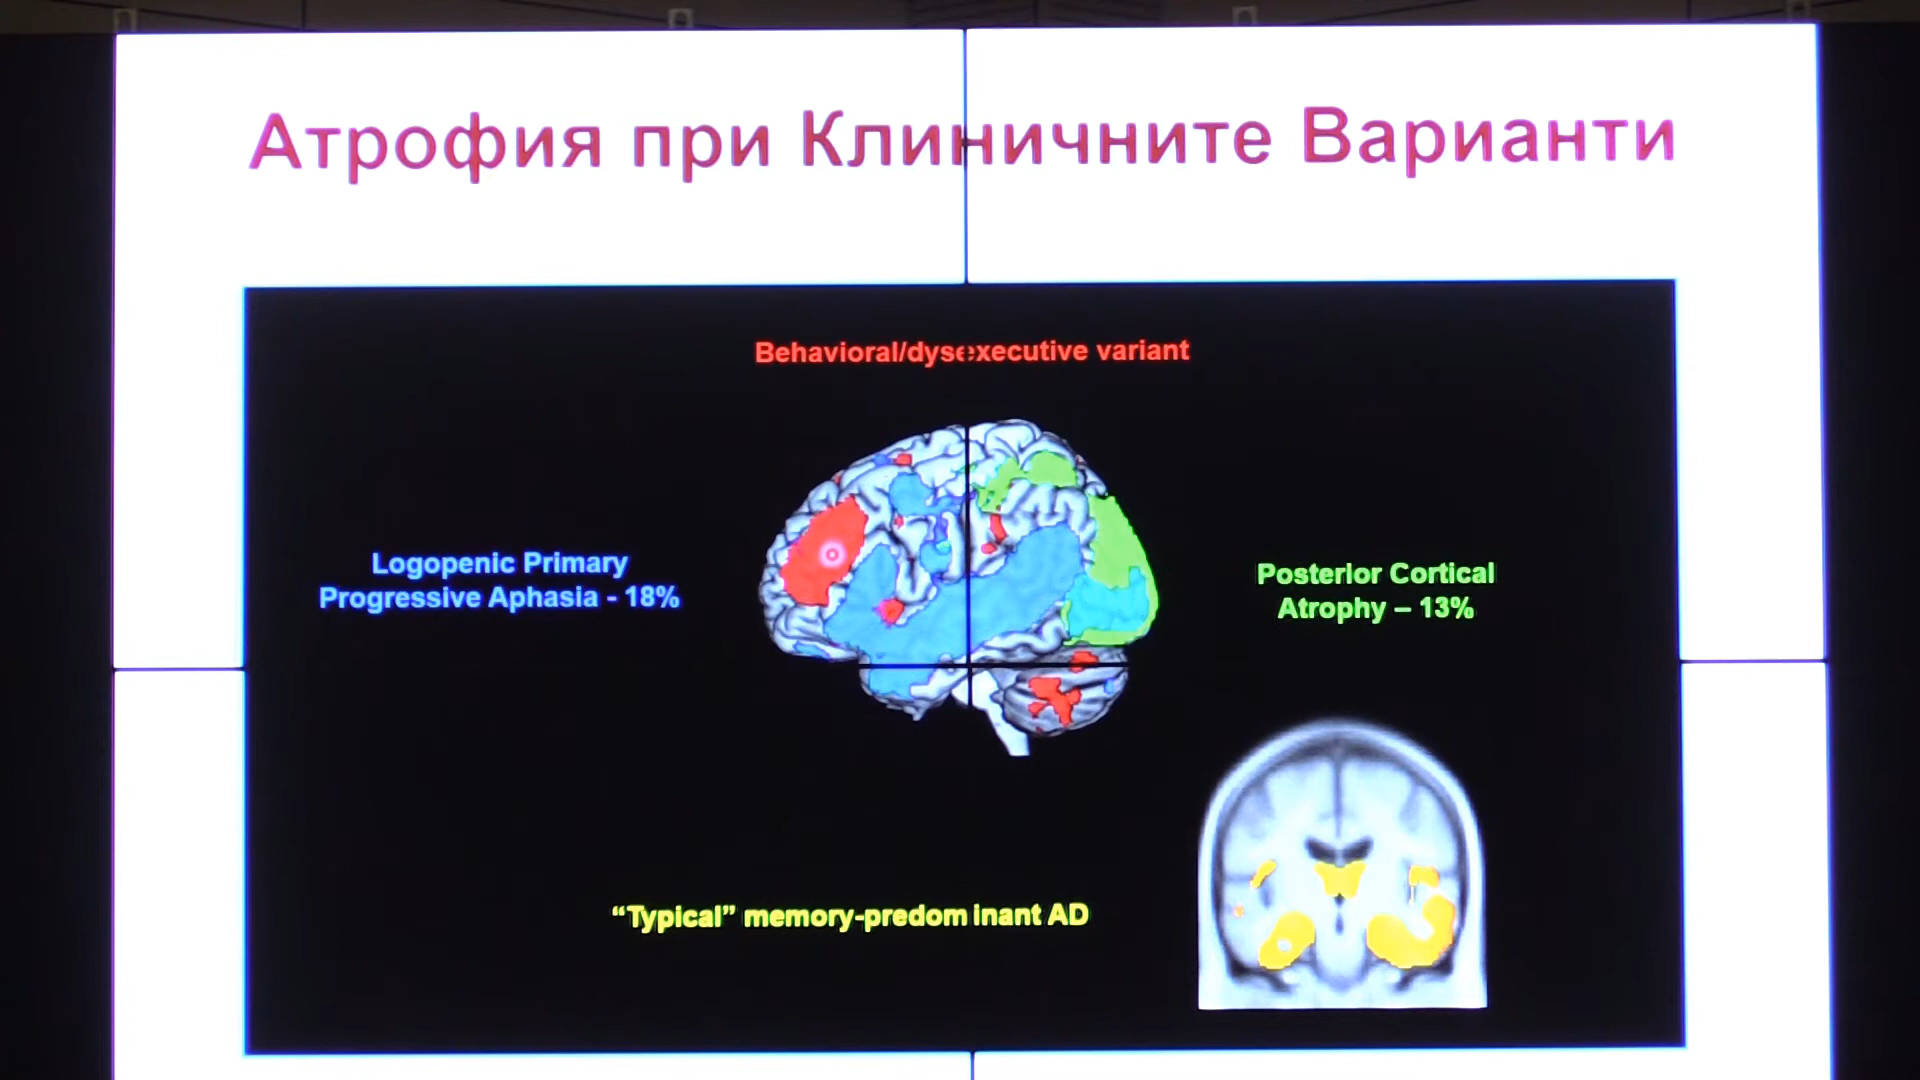 Атрофия при Клиничните Варианти
Behavioral/dysexecutive variant
Logopenic Primary
Progressive Aphasia - 18%
Posterior Cortical
Atrophy – 13%
“Typical” memory-predominant AD